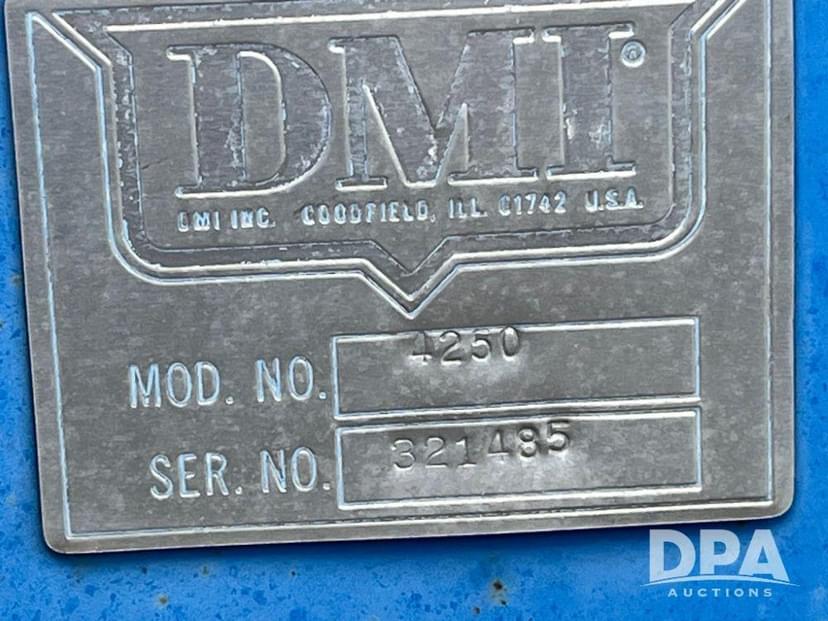 DMI®
DMI INC. GOODFIELD, ILL. 61742 U.S.A.
MOD. NO. 4250
SER. NO. 321485
DPA
AUCTIONS